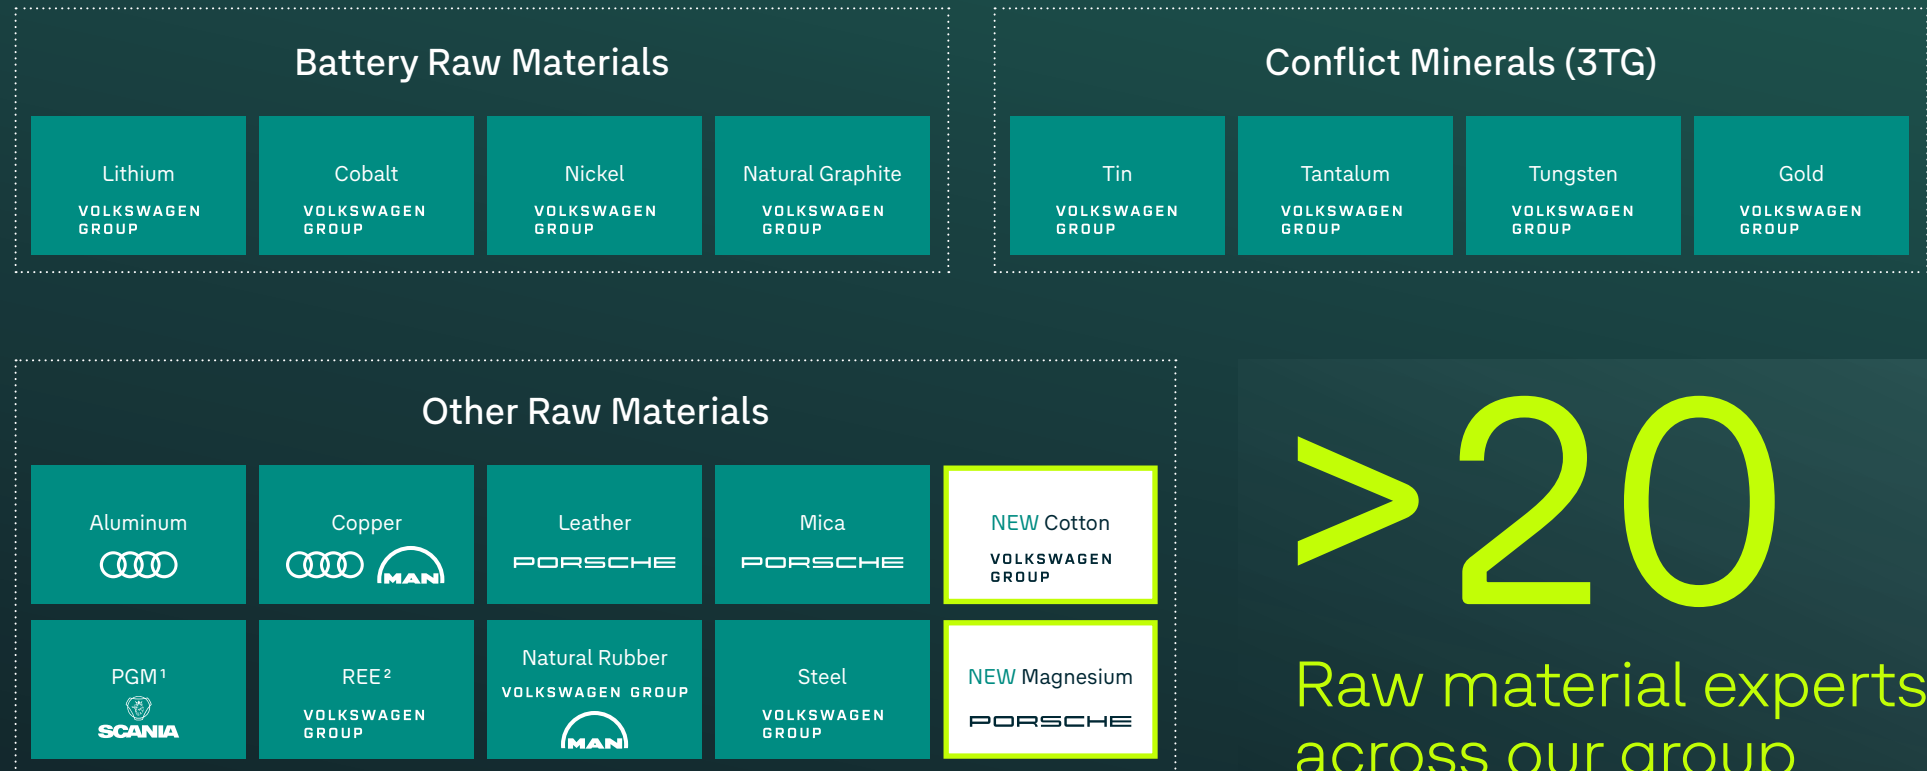 Battery Raw Materials
Lithium
VOLKSWAGEN
GROUP
Cobalt
VOLKSWAGEN
GROUP
Nickel
VOLKSWAGEN
GROUP
Natural Graphite
VOLKSWAGEN
GROUP
Conflict Minerals (3TG)
Tin
VOLKSWAGEN
GROUP
Tantalum
VOLKSWAGEN
GROUP
Tungsten
VOLKSWAGEN
GROUP
Gold
VOLKSWAGEN
GROUP
Other Raw Materials
Aluminum
Copper
MAN
Leather
PORSCHE
Mica
PORSCHE
NEW Cotton
VOLKSWAGEN
GROUP
PGM¹
SCANIA
REE²
VOLKSWAGEN
GROUP
Natural Rubber
VOLKSWAGEN GROUP
MAN
Steel
VOLKSWAGEN
GROUP
NEW Magnesium
PORSCHE
>20
Raw material experts
across our group